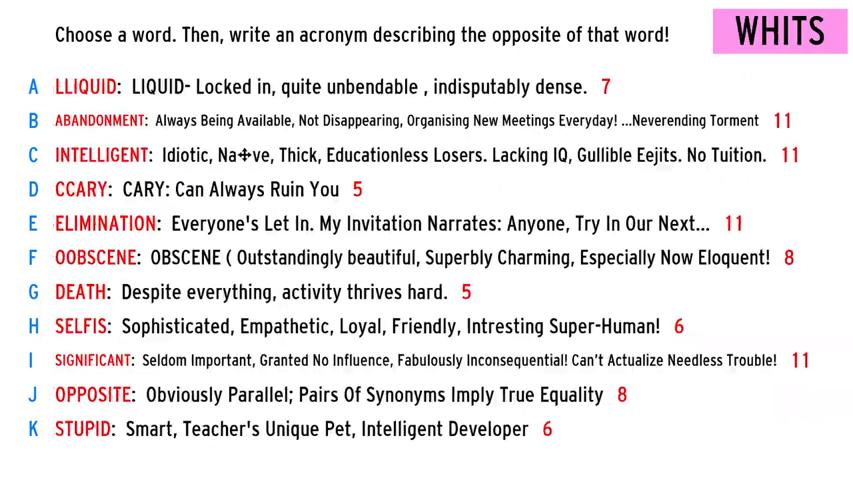 Choose a word. Then, write an acronym describing the opposite of that word!
WHITS
A LLIQUID: LIQUID- Locked in, quite unbendable , indisputably dense. 7
B ABANDONMENT: Always Being Available, Not Disappearing, Organising New Meetings Everyday! ...Neverending Torment 11
C INTELLIGENT: Idiotic, Na✣ve, Thick, Educationless Losers. Lacking IQ, Gullible Eejits. No Tuition. 11
D CCARY: CARY: Can Always Ruin You 5
E ELIMINATION: Everyone's Let In. My Invitation Narrates: Anyone, Try In Our Next... 11
F OOBSCENE: OBSCENE ( Outstandingly beautiful, Superbly Charming, Especially Now Eloquent! 8
G DEATH: Despite everything, activity thrives hard. 5
H SELFIS: Sophisticated, Empathetic, Loyal, Friendly, Intresting Super-Human! 6
I SIGNIFICANT: Seldom Important, Granted No Influence, Fabulously Inconsequential! Can't Actualize Needless Trouble! 11
J OPPOSITE: Obviously Parallel; Pairs Of Synonyms Imply True Equality 8
K STUPID: Smart, Teacher's Unique Pet, Intelligent Developer 6